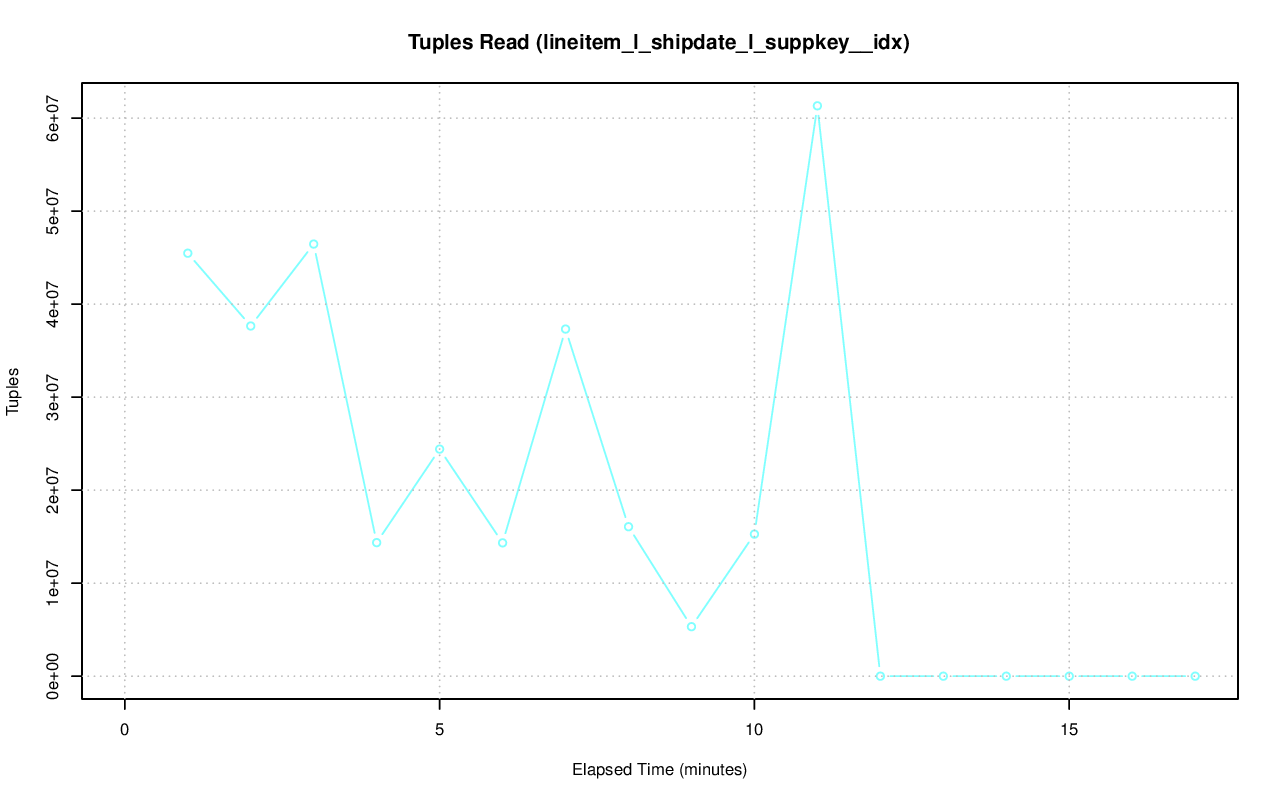 Tuples Read (lineitem_l_shipdate_l_suppkey__idx)
6e+07
5e+07
4e+07
3e+07
2e+07
1e+07
0e+00
Tuples
0 5 10 15
Elapsed Time (minutes)